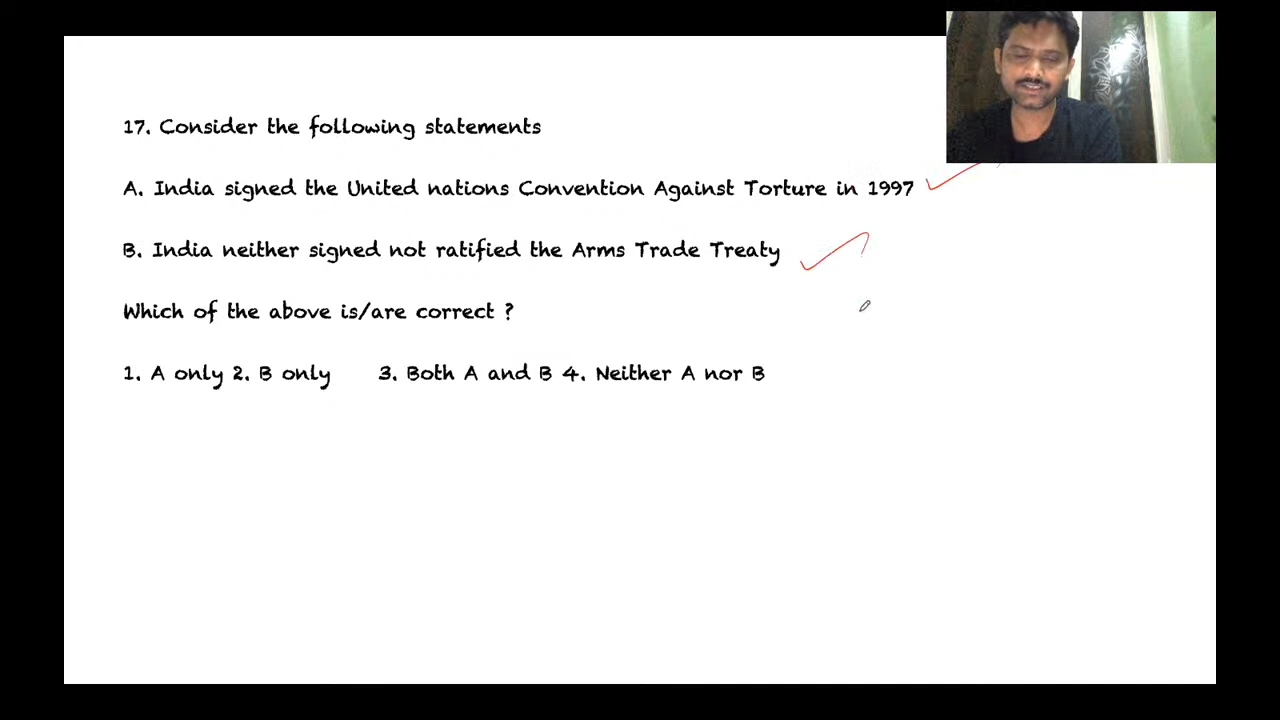 17. Consider the following statements
A. India signed the United nations Convention Against Torture in 1997
B. India neither signed not ratified the Arms Trade Treaty
Which of the above is/are correct ?
1. A only 2. B only 3. Both A and B 4. Neither A nor B